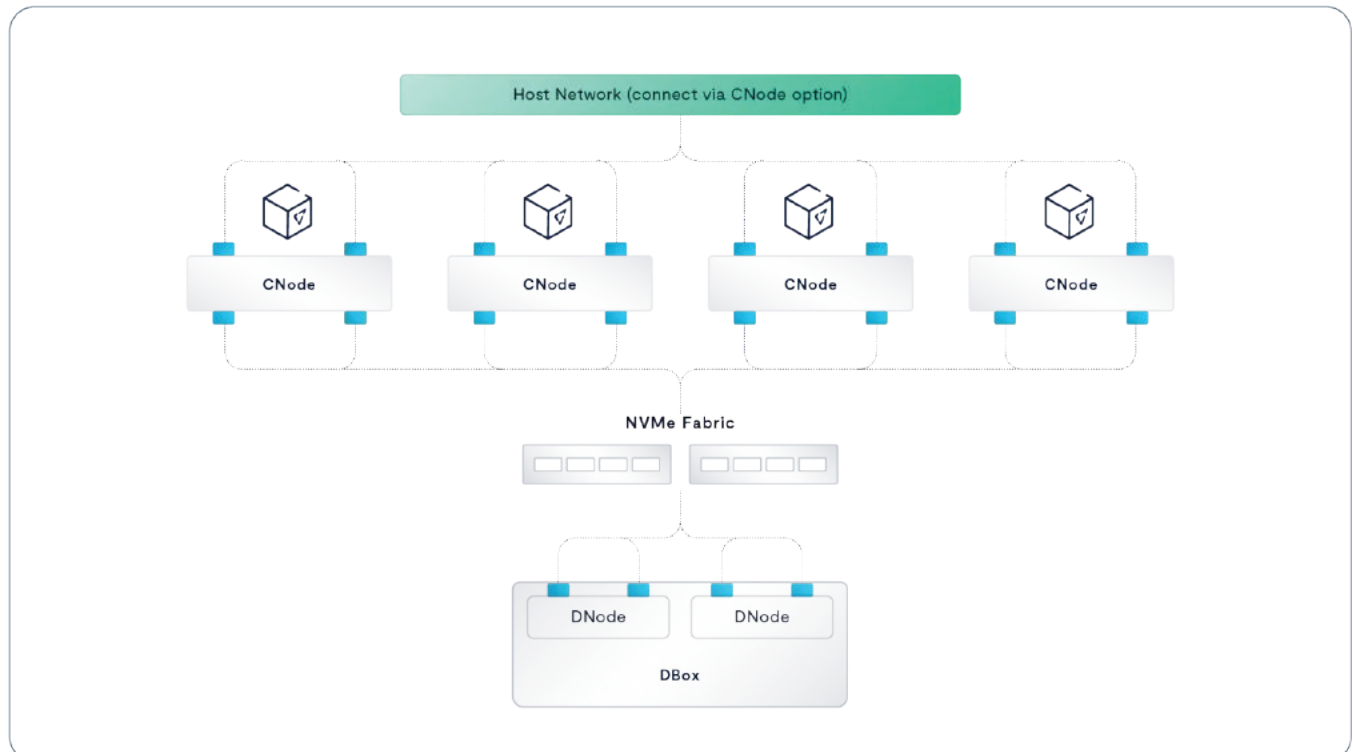 Host Network (connect via CNode option)
CNode
CNode
CNode
CNode
NVMe Fabric
DNode
DNode
DBox